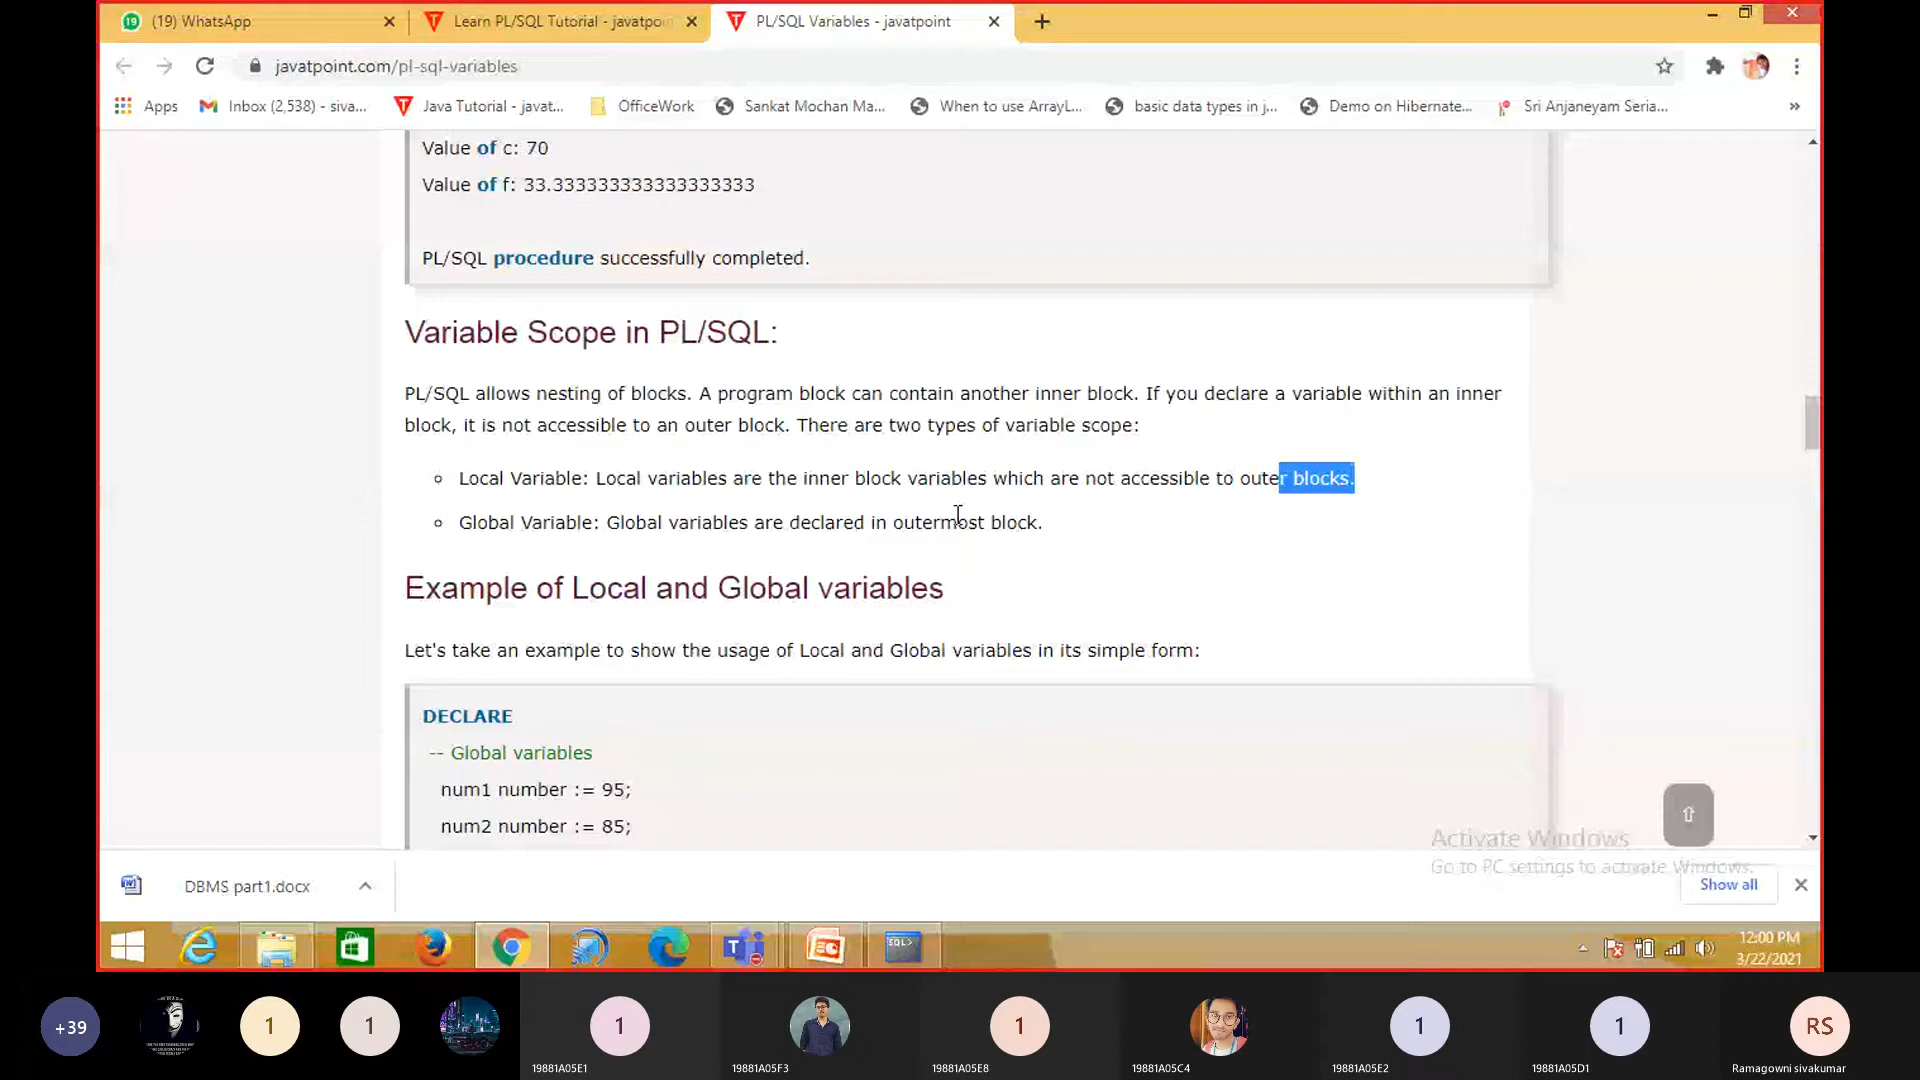 19
(19) WhatsApp
Learn PL/SQL Tutorial - javatpoin
PL/SQL Variables - javatpoint
javatpoint.com/pl-sql-variables
Apps
Inbox (2,538) - siva...
Java Tutorial - javat...
OfficeWork
Sankat Mochan Ma...
When to use ArrayL...
basic data types in j...
Demo on Hibernate...
Sri Anjaneyam Seria...
»
Value of c: 70
Value of f: 33.333333333333333333
PL/SQL procedure successfully completed.
Variable Scope in PL/SQL:
PL/SQL allows nesting of blocks. A program block can contain another inner block. If you declare a variable within an inner
block, it is not accessible to an outer block. There are two types of variable scope:
Local Variable: Local variables are the inner block variables which are not accessible to outer blocks.
Global Variable: Global variables are declared in outermost block.
Example of Local and Global variables
Let's take an example to show the usage of Local and Global variables in its simple form:
DECLARE
-- Global variables
num1 number := 95;
num2 number := 85;
Activate Windows
Go to PC settings to activate Windows.
DBMS part1.docx
Show all
SQL>
12:00 PM
3/22/2021
+39
1
1
1
1
1
1
RS
19881A05E1
19881A05F3
19881A05E8
19881A05C4
19881A05E2
19881A05D1
Ramagowni sivakumar